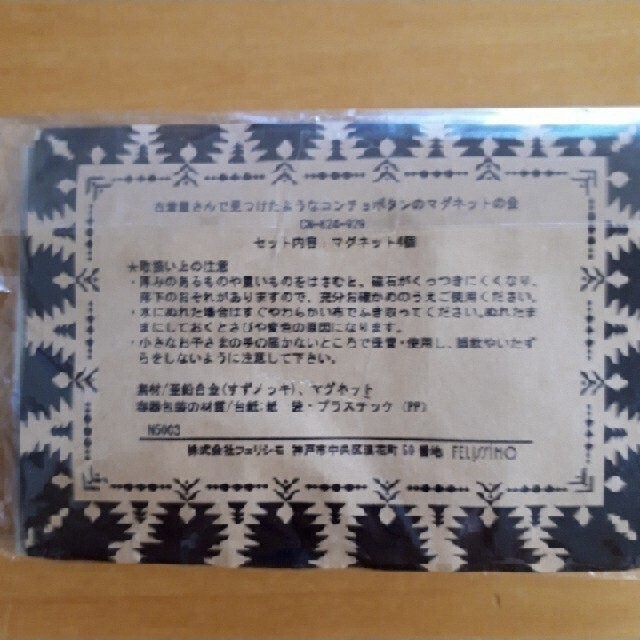 古着屋さんで見つけたようなコンチョボタンのマグネットの会
セット内容：マグネット4個
★取扱い上の注意
・厚みのあるものや重いものをはさむと、磁石がくっつきにくくなり、
落下のおそれがありますので、充分お確かめのうえご使用ください。
・水にぬれた場合はすぐやわらかい布でふき取ってください。ぬれたま
まにしておくとさびや変色の原因になります。
・小さなお子さまの手の届かないところで保管・使用し、誤飲やいたず
らをしないように注意して下さい。
素材/亜鉛合金(すずメッキ)、マグネット
容器包装の材質/台紙:紙 袋・プラスチック (PP)
N5003
株式会社フェリシモ 神戸市中央区浪花町 59 番地 FELISSIMO